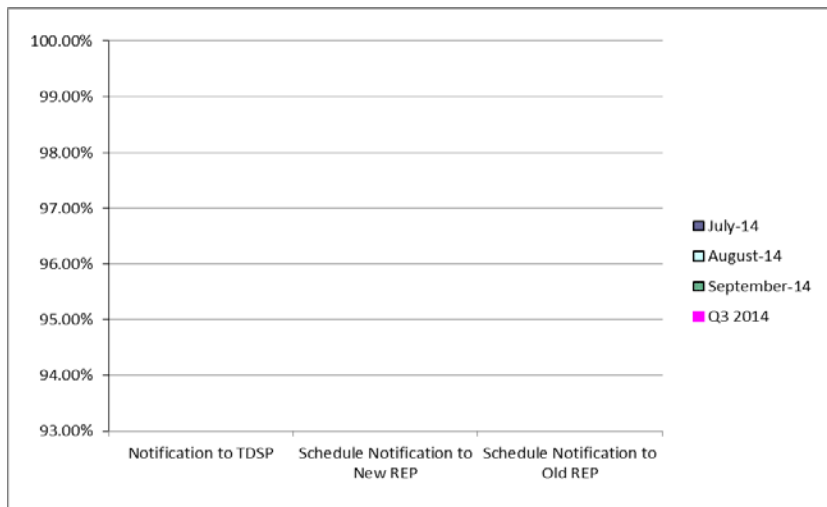 100.00%
99.00%
98.00%
97.00%
96.00%
95.00%
94.00%
93.00%
Notification to TDSP
Schedule Notification to
New REP
Schedule Notification to
Old REP
July-14
August-14
September-14
Q3 2014